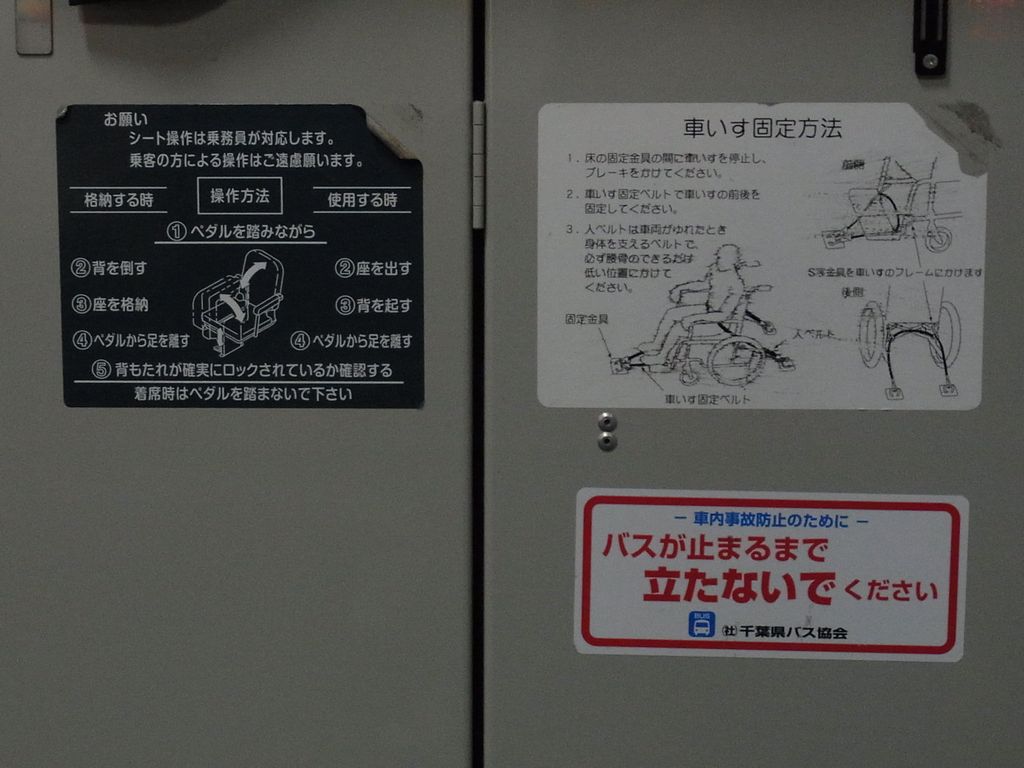 お願い
シート操作は乗務員が対応します。
乗客の方による操作はご遠慮願います。
格納する時
操作方法
使用する時
①ペダルを踏みながら
②背を倒す
②座を出す
③座を格納
③背を起す
④ペダルから足を離す
④ペダルから足を離す
⑤背もたれが確実にロックされているか確認する
着席時はペダルを踏まないで下さい
車いす固定方法
1. 床の固定金具の間に車いすを停止し、
ブレーキをかけてください。
2. 車いす固定ベルトで車いすの前後を
固定してください。
3. 人ベルトは車両がゆれたとき
身体を支えるベルトで、
必ず腰骨のできるだけ
低い位置にかけて
ください。
前側
S字金具を車いすのフレームにかけます
後側
固定金具
人ベルト
車いす固定ベルト
− 車内事故防止のために −
バスが止まるまで
立たないでください
BUS
㈳千葉県バス協会